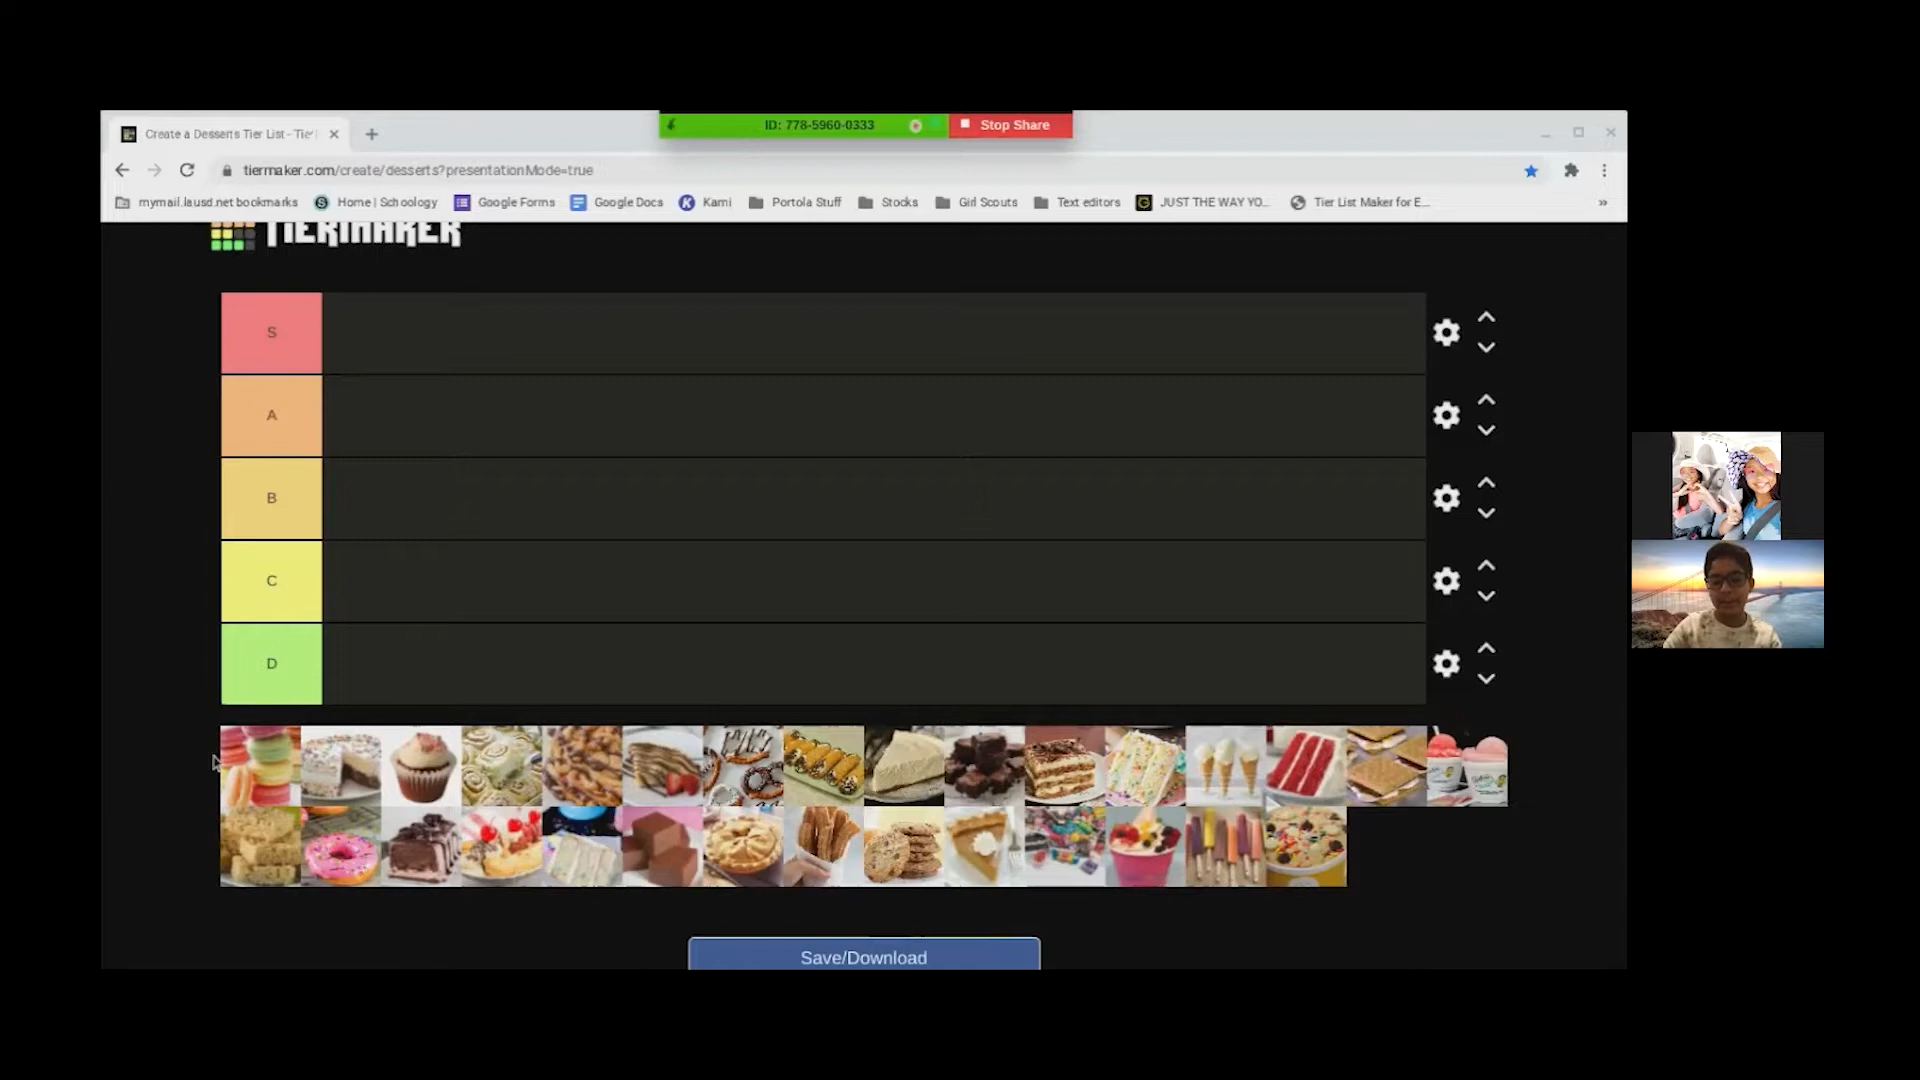 Create a Desserts Tier List - Tier
ID: 778-5960-0333
Stop Share
tiermaker.com/create/desserts?presentationMode=true
mymail.lausd.net bookmarks
Home | Schoology
Google Forms
Google Docs
Kami
Portola Stuff
Stocks
Girl Scouts
Text editors
JUST THE WAY YO...
Tier List Maker for E...
TIERMAKER
S
A
B
C
D
Save/Download